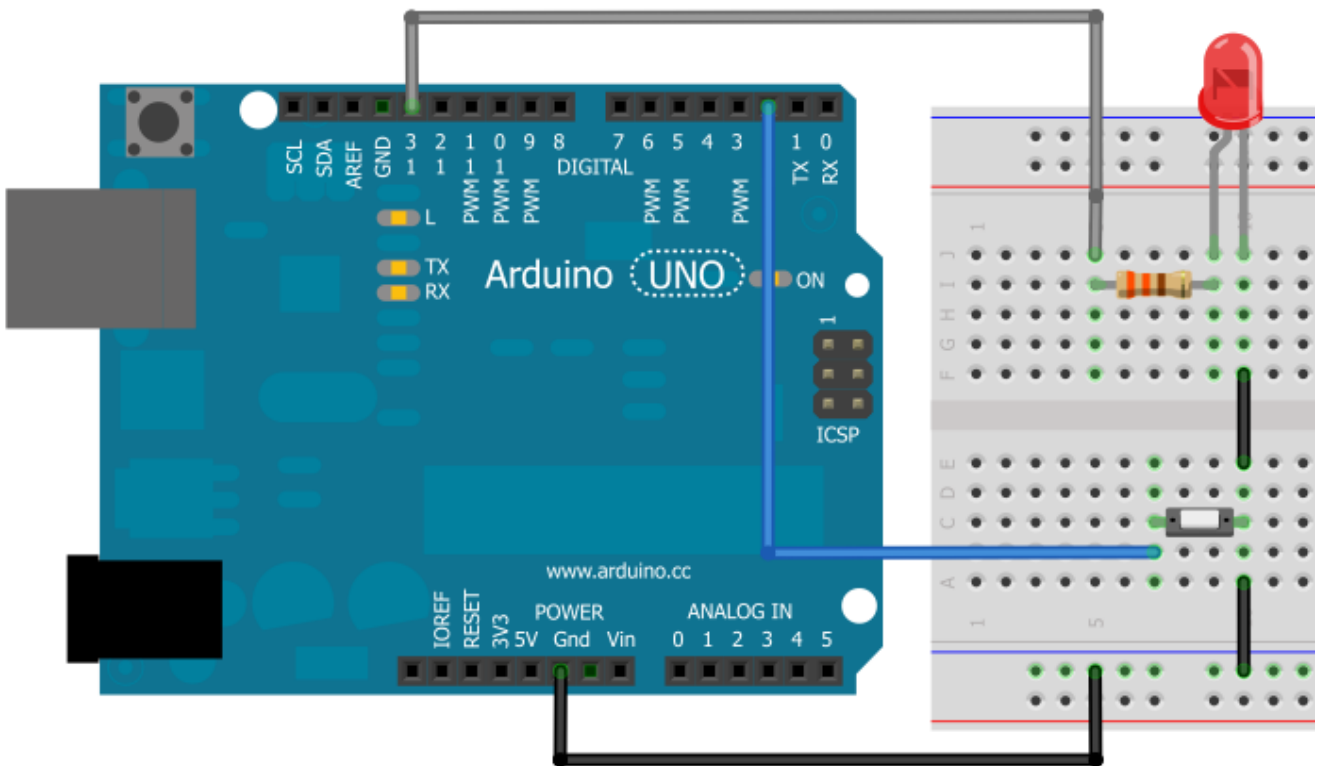 SCL SDA AREF GND 13 12 11 10 9 8 7 6 5 4 3 1 0
PWM PWM PWM DIGITAL PWM PWM PWM TX RX
L
TX
RX
Arduino UNO ON
1
ICSP
www.arduino.cc
IOREF RESET 3V3 5V Gnd Vin
POWER
ANALOG IN
0 1 2 3 4 5
1
J
I
H
G
F
E
D
C
A
1 5